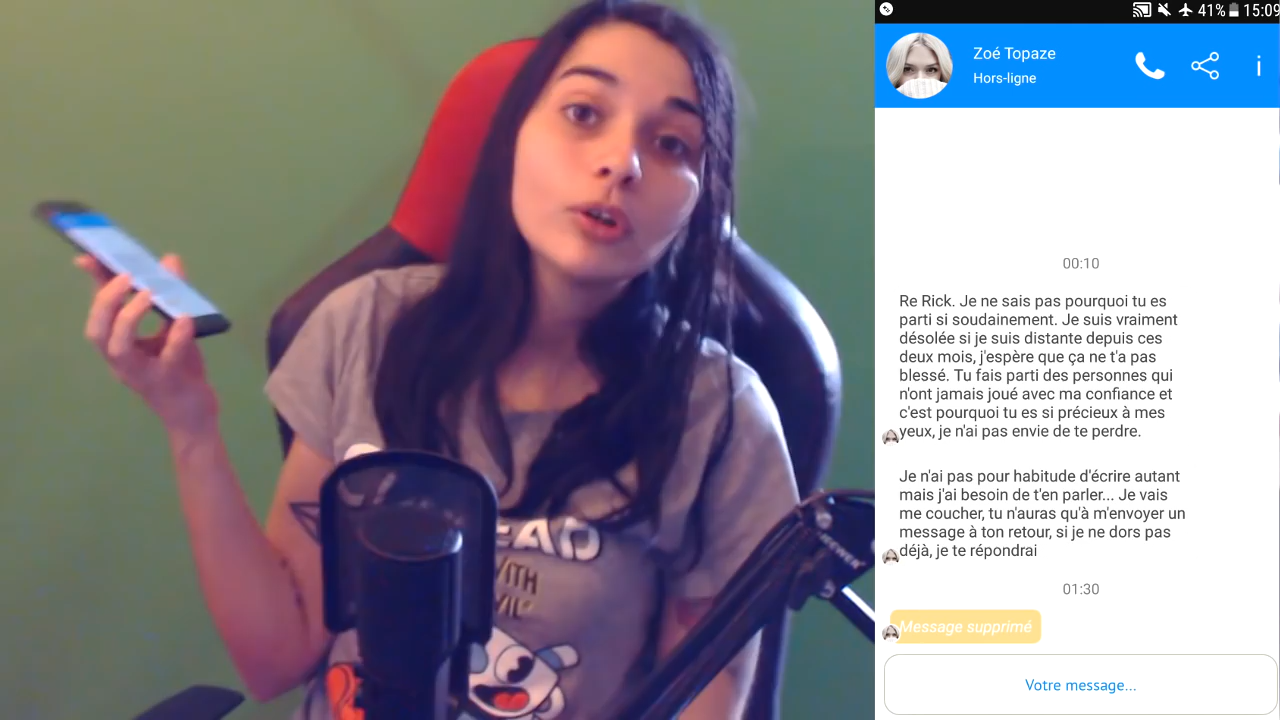 41% 15:09
Zoé Topaze
Hors-ligne
00:10
Re Rick. Je ne sais pas pourquoi tu es
parti si soudainement. Je suis vraiment
désolée si je suis distante depuis ces
deux mois, j'espère que ça ne t'a pas
blessé. Tu fais parti des personnes qui
n'ont jamais joué avec ma confiance et
c'est pourquoi tu es si précieux à mes
yeux, je n'ai pas envie de te perdre.
Je n'ai pas pour habitude d'écrire autant
mais j'ai besoin de t'en parler... Je vais
me coucher, tu n'auras qu'à m'envoyer un
message à ton retour, si je ne dors pas
déjà, je te répondrai
01:30
Message supprimé
Votre message...